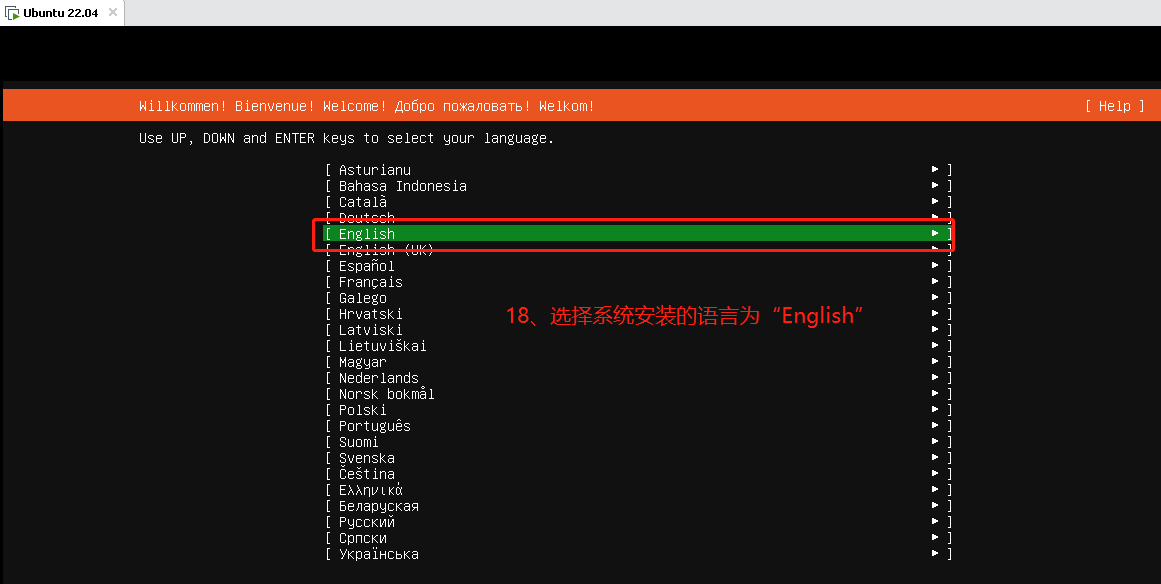 Ubuntu 22.04
Willkommen! Bienvenue! Welcome! Добро пожаловать! Welkom! [ Help ]
Use UP, DOWN and ENTER keys to select your language.
[ Asturianu ► ]
[ Bahasa Indonesia ► ]
[ Català ► ]
[ Deutsch ► ]
[ English ► ]
[ English (UK) ► ]
[ Español ► ]
[ Français ► ]
[ Galego ► ]
[ Hrvatski ► ]
18、选择系统安装的语言为“English”
[ Latviski ► ]
[ Lietuviškai ► ]
[ Magyar ► ]
[ Nederlands ► ]
[ Norsk bokmål ► ]
[ Polski ► ]
[ Português ► ]
[ Suomi ► ]
[ Svenska ► ]
[ Čeština ► ]
[ Ελληνικά ► ]
[ Беларуская ► ]
[ Русский ► ]
[ Српски ► ]
[ Українська ► ]